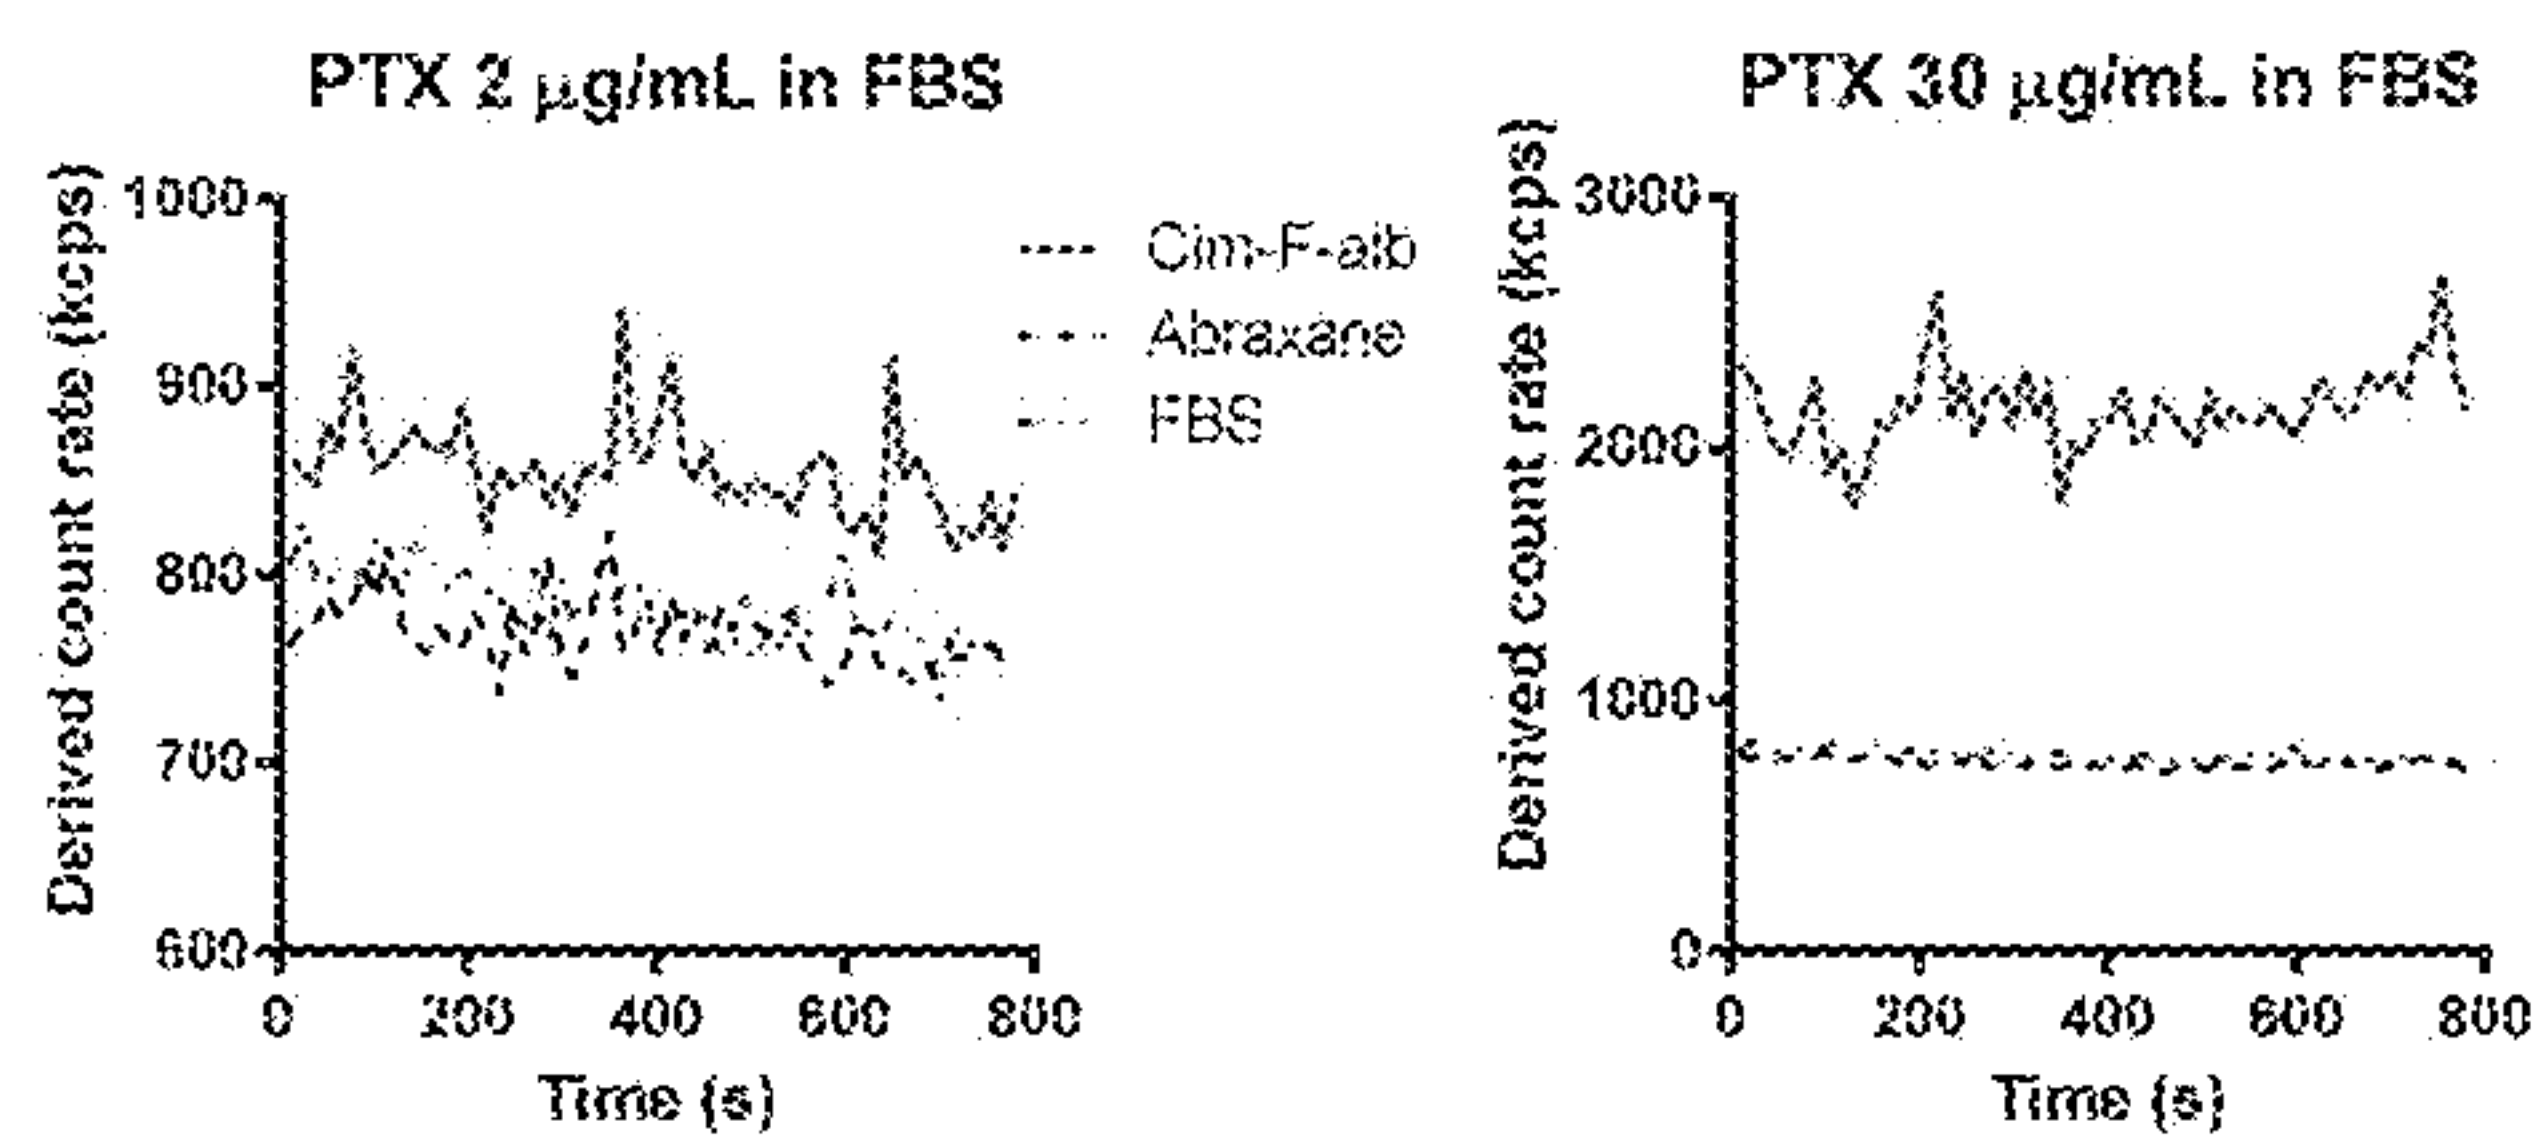 PTX 2 µg/mL in FBS
Derived count rate (kcps)
1000
900
800
700
600
0 200 400 600 800
Time (s)
Cim-F-alb
Abraxane
FBS
PTX 30 µg/mL in FBS
Derived count rate (kcps)
3000
2000
1000
0
0 200 400 600 800
Time (s)